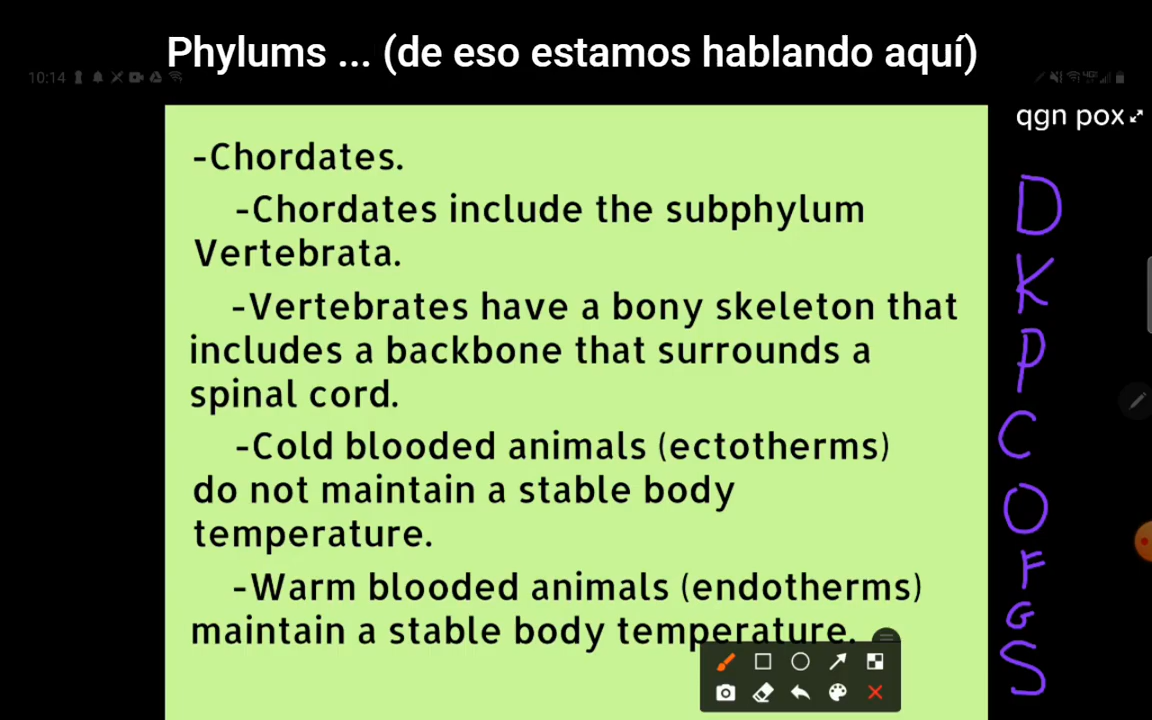 Phylums ... (de eso estamos hablando aquí)
10:14
qgn pox
-Chordates.
-Chordates include the subphylum
Vertebrata.
-Vertebrates have a bony skeleton that
includes a backbone that surrounds a
spinal cord.
-Cold blooded animals (ectotherms)
do not maintain a stable body
temperature.
-Warm blooded animals (endotherms)
maintain a stable body temperature.
D
K
P
C
O
F
G
S